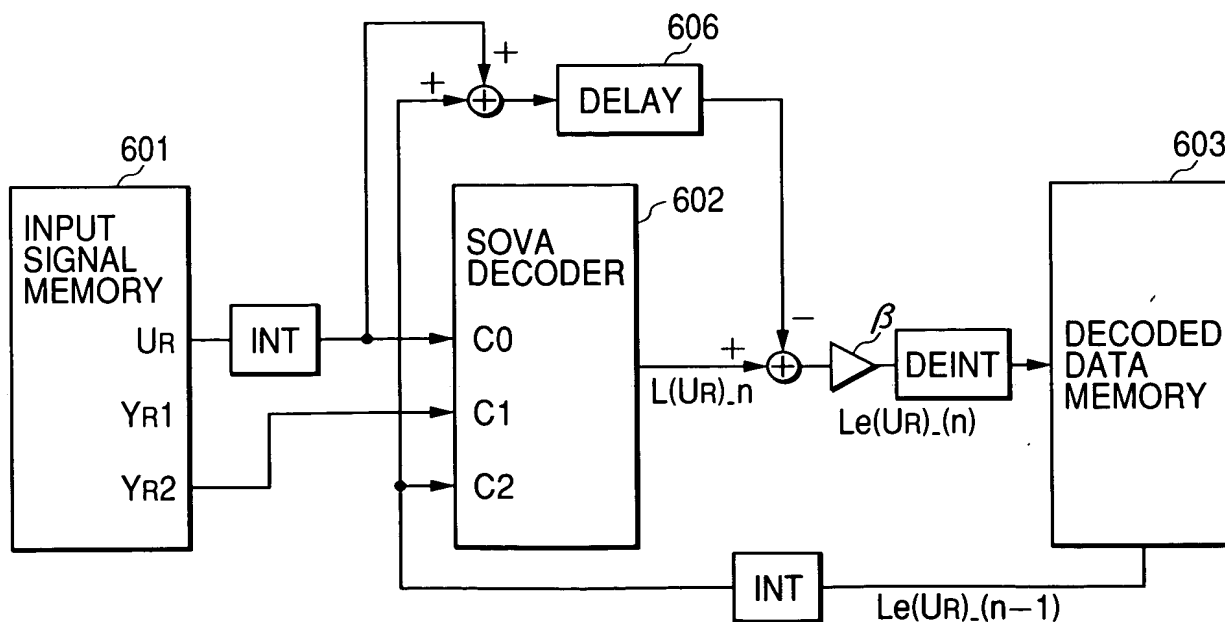 606
+
+
DELAY
601
INPUT
SIGNAL
MEMORY
UR
YR1
YR2
INT
602
SOVA
DECODER
C0
C1
C2
+
−
L(UR)_n
β
DEINT
Le(UR)_(n)
603
DECODED
DATA
MEMORY
INT
Le(UR)_(n−1)